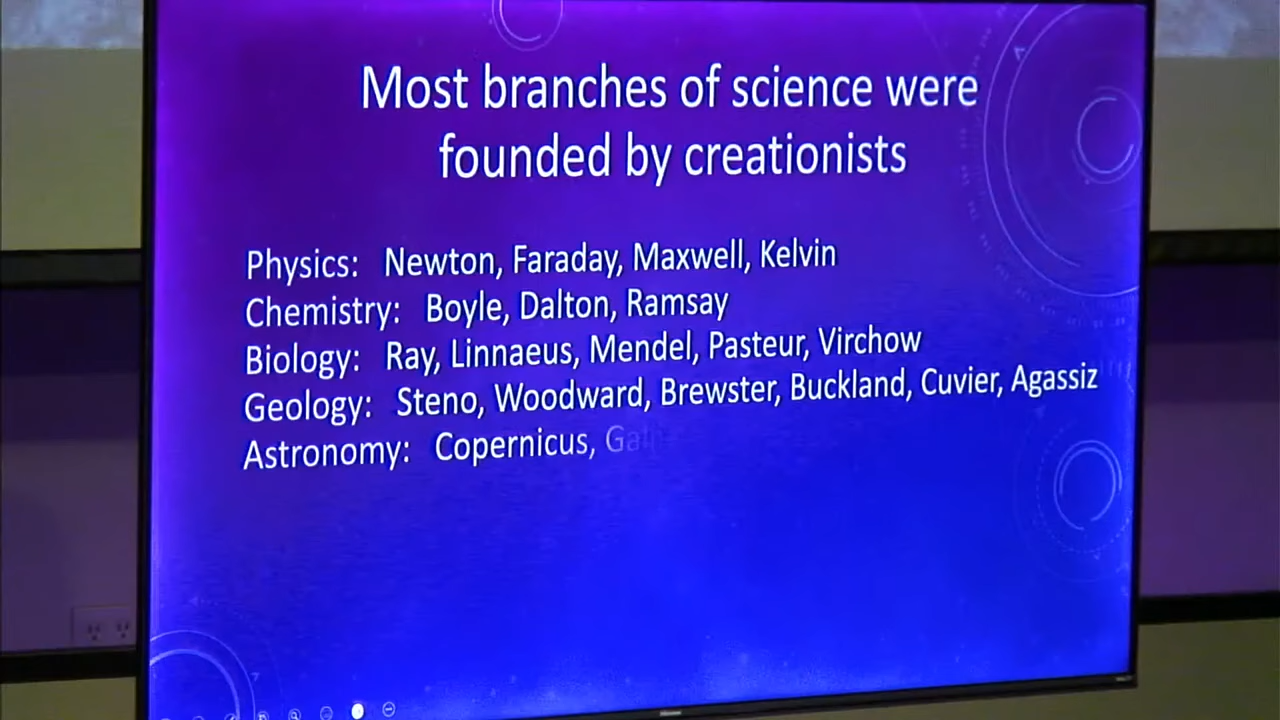 Most branches of science were
founded by creationists
Physics: Newton, Faraday, Maxwell, Kelvin
Chemistry: Boyle, Dalton, Ramsay
Biology: Ray, Linnaeus, Mendel, Pasteur, Virchow
Geology: Steno, Woodward, Brewster, Buckland, Cuvier, Agassiz
Astronomy: Copernicus,